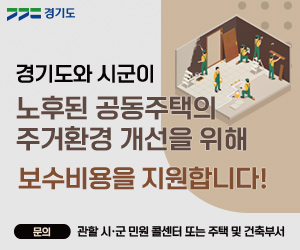 경기도
경기도와 시군이
노후된 공동주택의
주거환경 개선을 위해
보수비용을 지원합니다!
문의 관할 시·군 민원 콜센터 또는 주택 및 건축부서